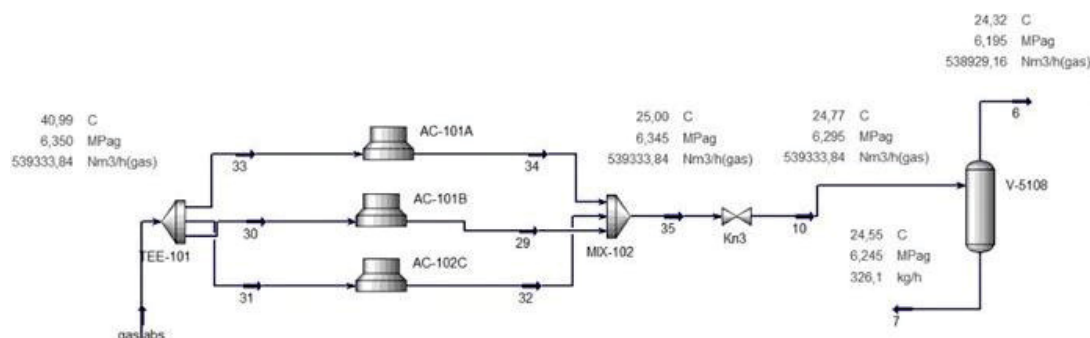 24,32 C
6,195 MPag
538929,16 Nm3/h(gas)
6
40,99 C
6,350 MPag
539333,84 Nm3/h(gas)
AC-101A
33
34
25,00 C
6,345 MPag
539333,84 Nm3/h(gas)
24,77 C
6,295 MPag
539333,84 Nm3/h(gas)
V-5108
AC-101B
30
29
TEE-101
MIX-102
35
Кл3
10
24,55 C
6,245 MPag
326,1 kg/h
7
AC-102C
31
32
gas abs